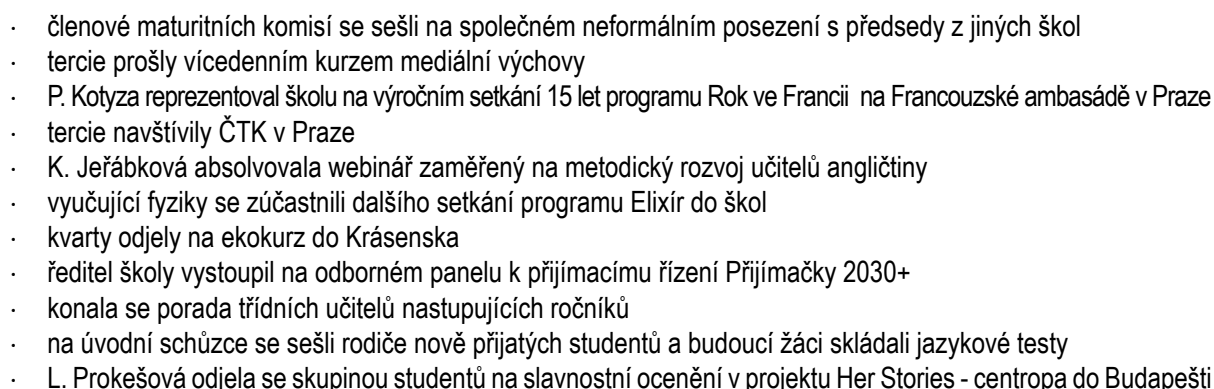 · členové maturitních komisí se sešli na společném neformálním posezení s předsedy z jiných škol
· tercie prošly vícedenním kurzem mediální výchovy
· P. Kotyza reprezentoval školu na výročním setkání 15 let programu Rok ve Francii na Francouzské ambasádě v Praze
· tercie navštívily ČTK v Praze
· K. Jeřábková absolvovala webinář zaměřený na metodický rozvoj učitelů angličtiny
· vyučující fyziky se zúčastnili dalšího setkání programu Elixír do škol
· kvarty odjely na ekokurz do Krásenska
· ředitel školy vystoupil na odborném panelu k přijímacímu řízení Přijímačky 2030+
· konala se porada třídních učitelů nastupujících ročníků
· na úvodní schůzce se sešli rodiče nově přijatých studentů a budoucí žáci skládali jazykové testy
· L. Prokešová odjela se skupinou studentů na slavnostní ocenění v projektu Her Stories - centropa do Budapešti